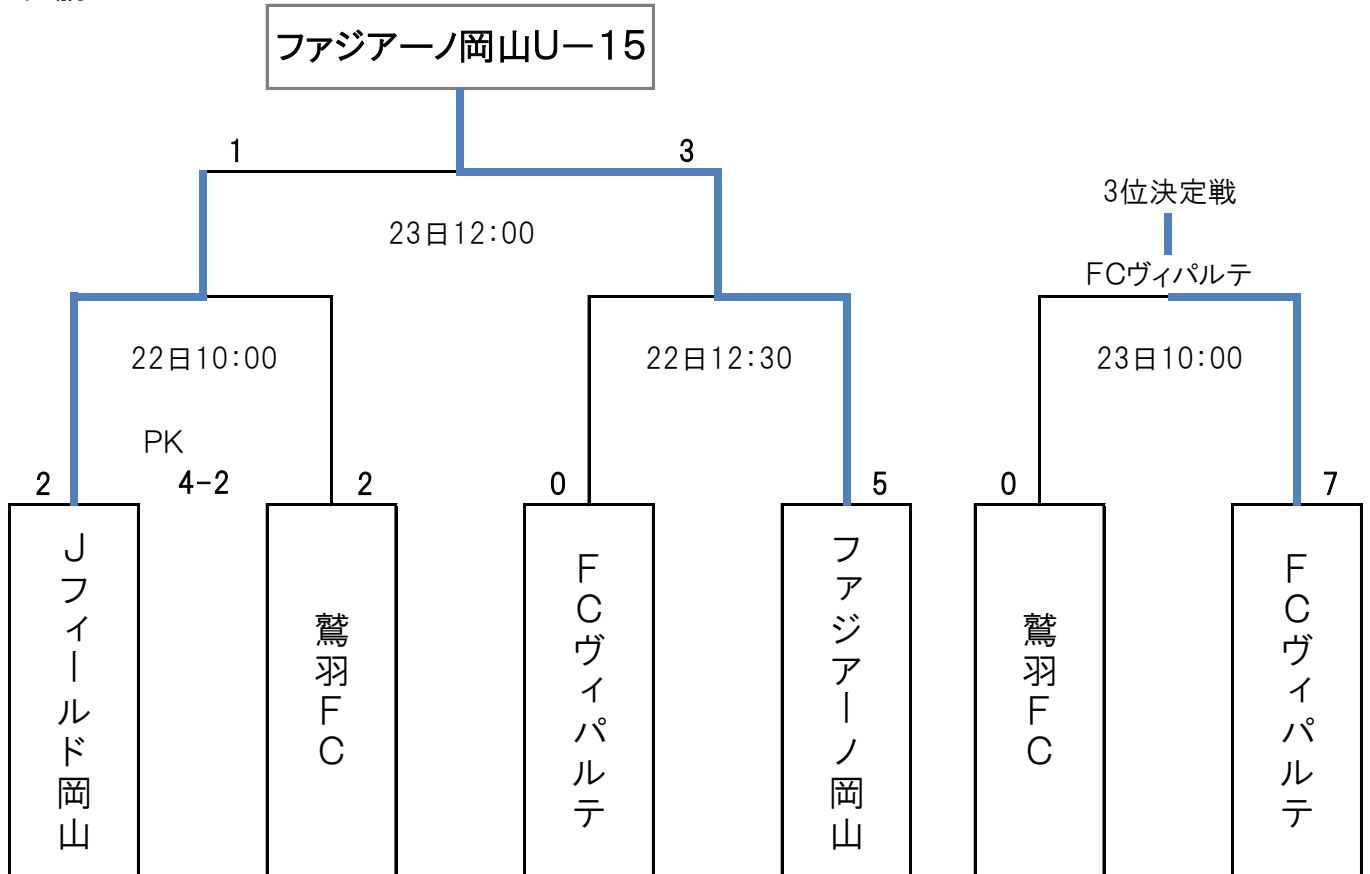 ファジアーノ岡山U－15
1
3
3位決定戦
23日12:00
FCヴィパルテ
22日10:00
22日12:30
23日10:00
PK
2
4-2
2
0
5
0
7
Jフィールド岡山
鷲羽FC
FCヴィパルテ
ファジアーノ岡山
鷲羽FC
FCヴィパルテ